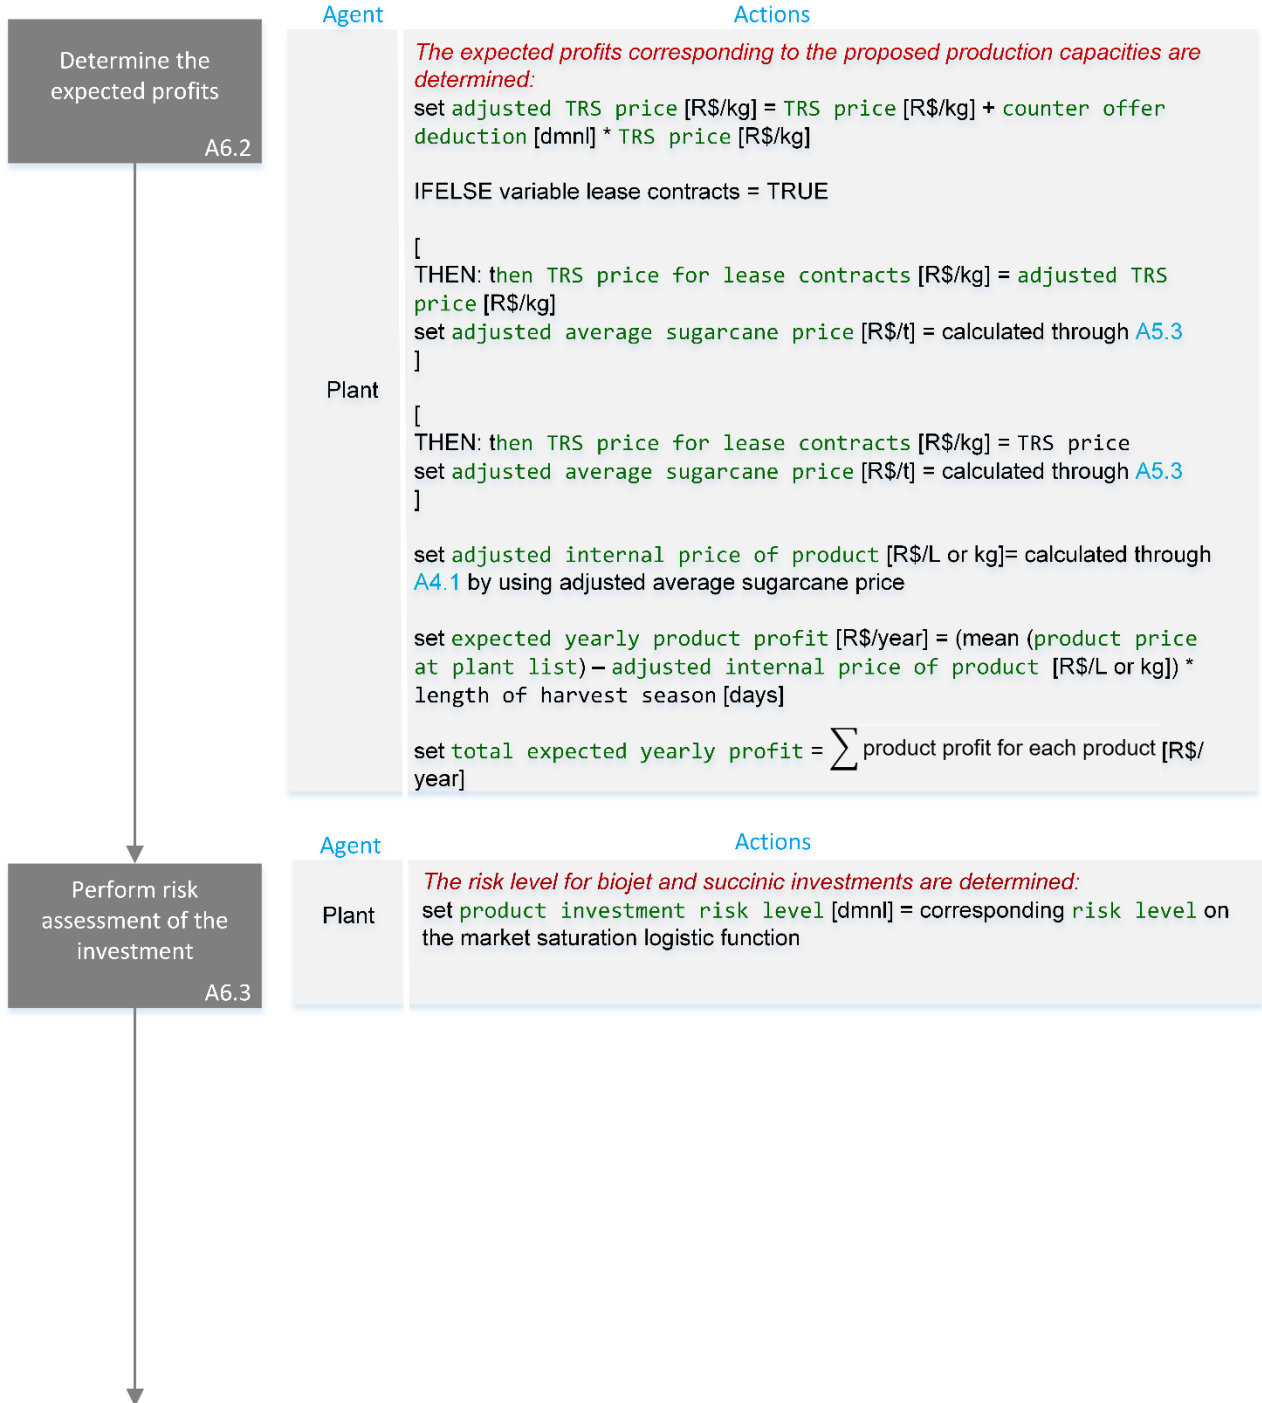 Agent
Actions
Determine the
expected profits
A6.2
Plant
The expected profits corresponding to the proposed production capacities are
determined:
set adjusted TRS price [R$/kg] = TRS price [R$/kg] + counter offer
deduction [dmnl] * TRS price [R$/kg]
IFELSE variable lease contracts = TRUE
[
THEN: then TRS price for lease contracts [R$/kg] = adjusted TRS
price [R$/kg]
set adjusted average sugarcane price [R$/t] = calculated through A5.3
]
[
THEN: then TRS price for lease contracts [R$/kg] = TRS price
set adjusted average sugarcane price [R$/t] = calculated through A5.3
]
set adjusted internal price of product [R$/L or kg]= calculated through
A4.1 by using adjusted average sugarcane price
set expected yearly product profit [R$/year] = (mean (product price
at plant list) – adjusted internal price of product [R$/L or kg]) *
length of harvest season [days]
set total expected yearly profit = ∑ product profit for each product [R$/
year]
Agent
Actions
Perform risk
assessment of the
investment
A6.3
Plant
The risk level for biojet and succinic investments are determined:
set product investment risk level [dmnl] = corresponding risk level on
the market saturation logistic function